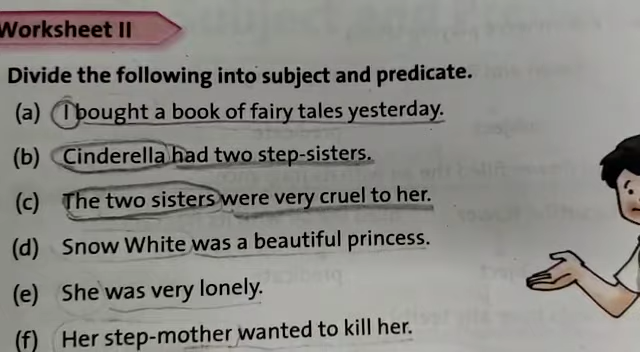 Worksheet II
Divide the following into subject and predicate.
(a) I bought a book of fairy tales yesterday.
(b) Cinderella had two step-sisters.
(c) The two sisters were very cruel to her.
(d) Snow White was a beautiful princess.
(e) She was very lonely.
(f) Her step-mother wanted to kill her.